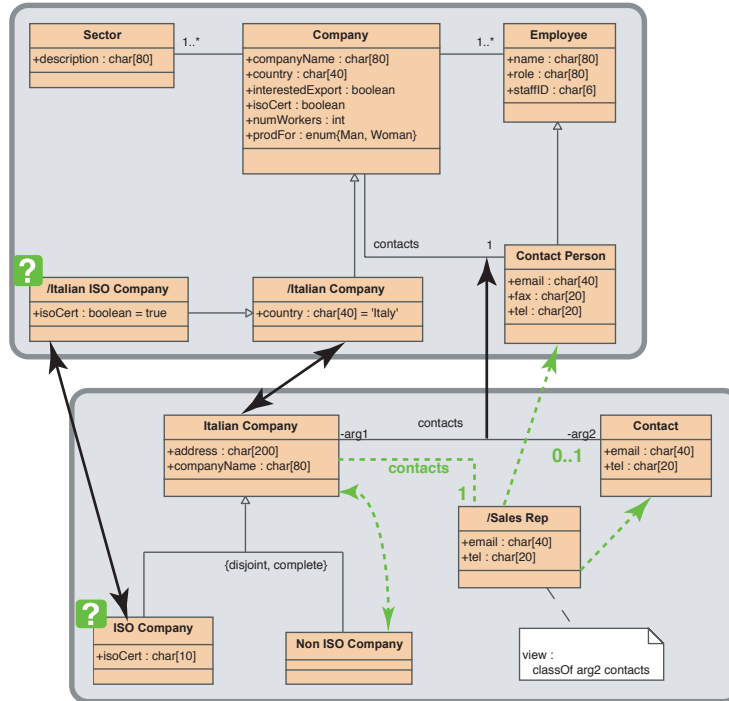 Sector
+description : char[80]
1..*
Company
+companyName : char[80]
+country : char[40]
+interestedExport : boolean
+isoCert : boolean
+numWorkers : int
+prodFor : enum{Man, Woman}
1..*
Employee
+name : char[80]
+role : char[80]
+staffID : char[6]
contacts
1
Contact Person
+email : char[40]
+fax : char[20]
+tel : char[20]
?
/Italian ISO Company
+isoCert : boolean = true
/Italian Company
+country : char[40] = 'Italy'
Italian Company
+address : char[200]
+companyName : char[80]
-arg1
contacts
-arg2
0..1
Contact
+email : char[40]
+tel : char[20]
contacts
1
/Sales Rep
+email : char[40]
+tel : char[20]
{disjoint, complete}
?
ISO Company
+isoCert : char[10]
Non ISO Company
view :
classOf arg2 contacts